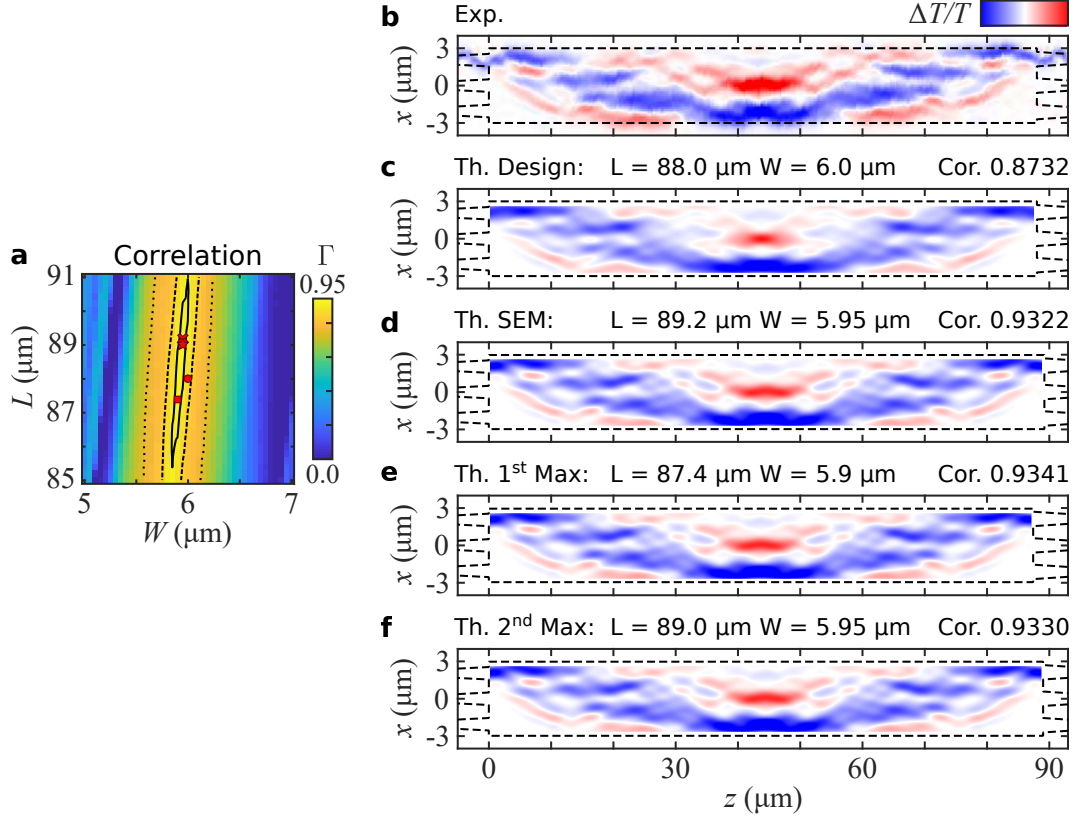 b Exp. ΔT/T
3
0
-3
x (μm)
c Th. Design: L = 88.0 μm W = 6.0 μm Cor. 0.8732
3
0
-3
x (μm)
a Correlation Γ
91
89
87
85
L (μm)
5 6 7
W (μm)
0.95
0.0
d Th. SEM: L = 89.2 μm W = 5.95 μm Cor. 0.9322
3
0
-3
x (μm)
e Th. 1st Max: L = 87.4 μm W = 5.9 μm Cor. 0.9341
3
0
-3
x (μm)
f Th. 2nd Max: L = 89.0 μm W = 5.95 μm Cor. 0.9330
3
0
-3
x (μm)
0 30 60 90
z (μm)